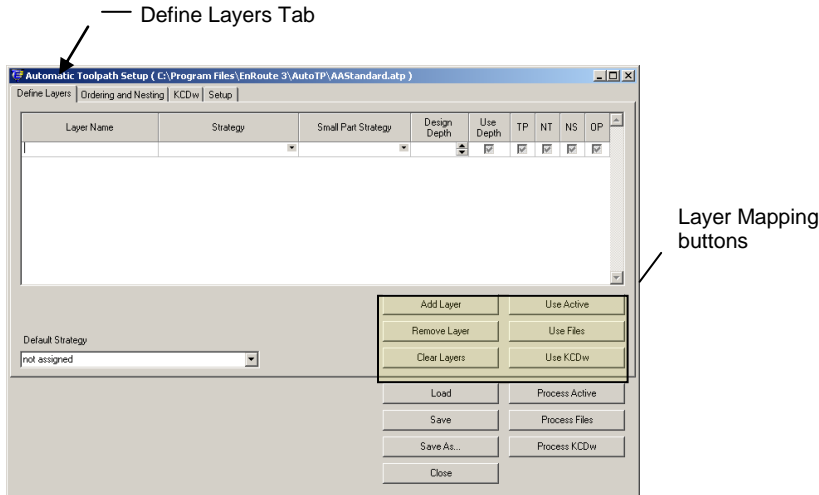 Define Layers Tab
Automatic Toolpath Setup ( C:\Program Files\EnRoute 3\AutoTP\AAStandard.atp )
Define Layers Ordering and Nesting KCDw Setup
Layer Name Strategy Small Part Strategy Design Depth Use Depth TP NT NS OP
Layer Mapping
buttons
Add Layer Use Active
Remove Layer Use Files
Default Strategy
not assigned
Clear Layers Use KCDw
Load Process Active
Save Process Files
Save As... Process KCDw
Close